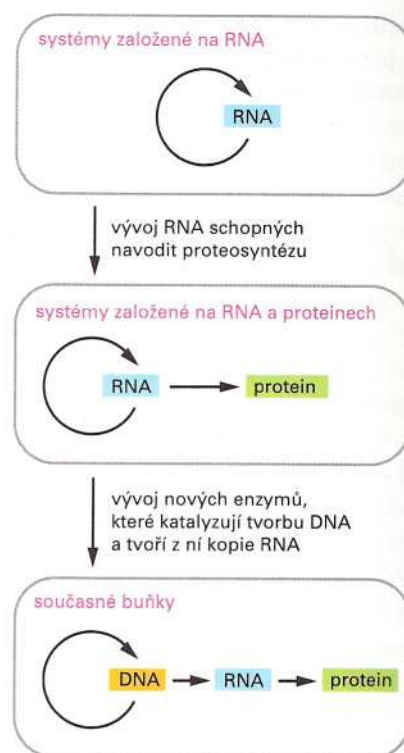 systémy založené na RNA
RNA
vývoj RNA schopných
navodit proteosyntézu
systémy založené na RNA a proteinech
RNA
protein
vývoj nových enzymů,
které katalyzují tvorbu DNA
a tvoří z ní kopie RNA
současné buňky
DNA
RNA
protein